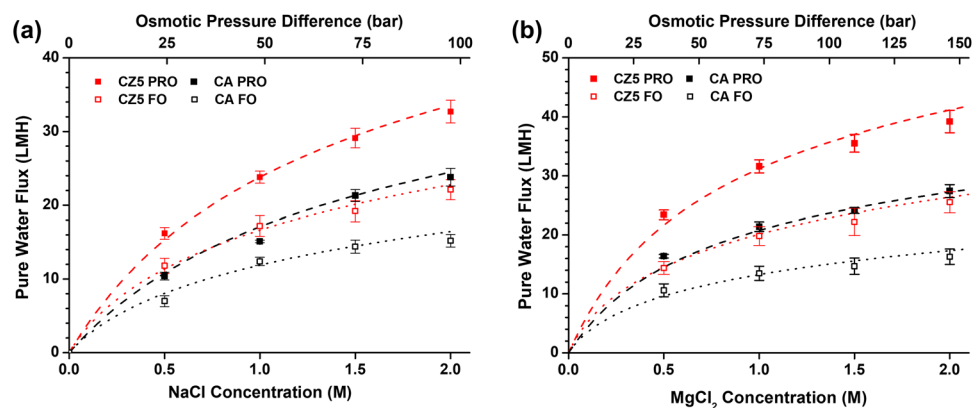 (a)
Osmotic Pressure Difference (bar)
0 25 50 75 100
40
30
20
10
0
Pure Water Flux (LMH)
CZ5 PRO CA PRO
CZ5 FO CA FO
0.0 0.5 1.0 1.5 2.0
NaCl Concentration (M)
(b)
Osmotic Pressure Difference (bar)
0 25 50 75 100 125 150
50
40
30
20
10
0
Pure Water Flux (LMH)
CZ5 PRO CA PRO
CZ5 FO CA FO
0.0 0.5 1.0 1.5 2.0
MgCl₂ Concentration (M)